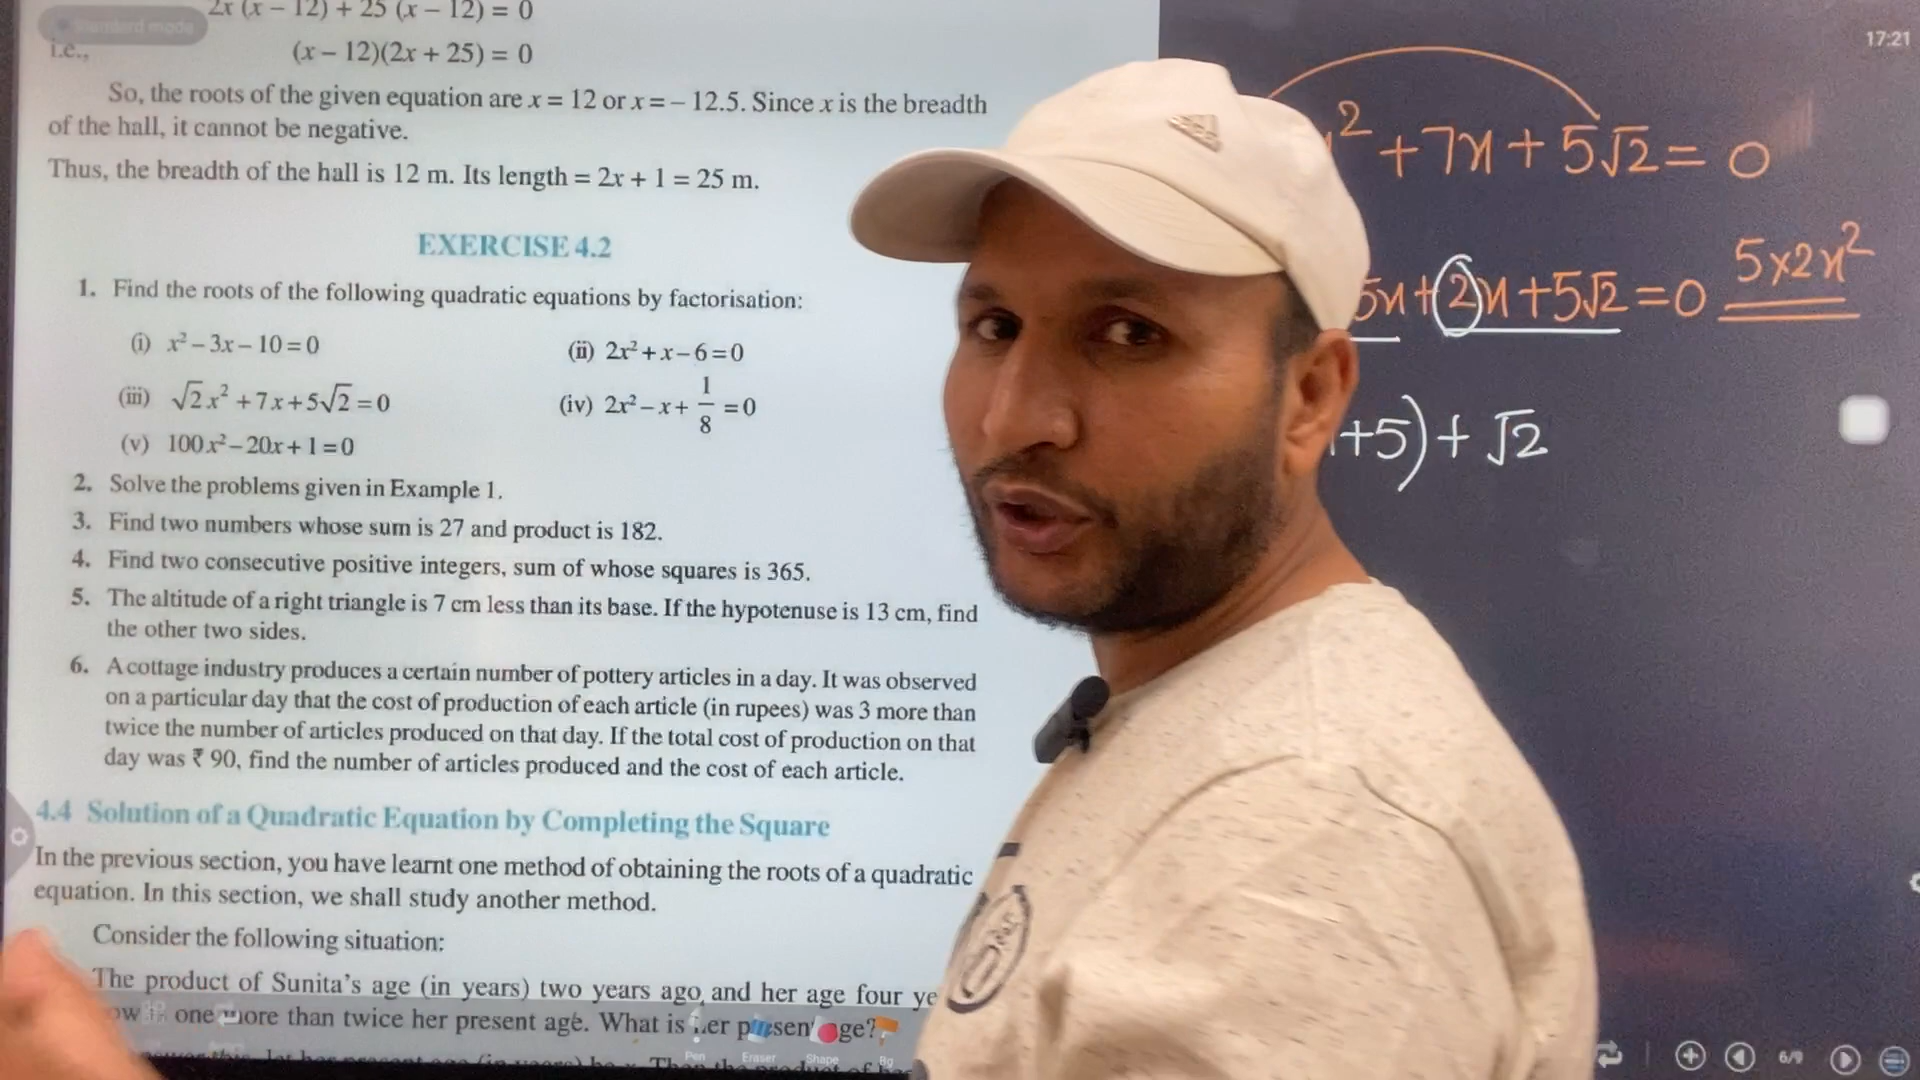 2x (x – 12) + 25 (x – 12) = 0
i.e., (x – 12)(2x + 25) = 0
So, the roots of the given equation are x = 12 or x = – 12.5. Since x is the breadth
of the hall, it cannot be negative.
Thus, the breadth of the hall is 12 m. Its length = 2x + 1 = 25 m.
EXERCISE 4.2
1. Find the roots of the following quadratic equations by factorisation:
(i) x² – 3x – 10 = 0 (ii) 2x² + x – 6 = 0
(iii) √2 x² + 7x + 5√2 = 0 (iv) 2x² – x + 1/8 = 0
(v) 100x² – 20x + 1 = 0
2. Solve the problems given in Example 1.
3. Find two numbers whose sum is 27 and product is 182.
4. Find two consecutive positive integers, sum of whose squares is 365.
5. The altitude of a right triangle is 7 cm less than its base. If the hypotenuse is 13 cm, find
the other two sides.
6. A cottage industry produces a certain number of pottery articles in a day. It was observed
on a particular day that the cost of production of each article (in rupees) was 3 more than
twice the number of articles produced on that day. If the total cost of production on that
day was ₹ 90, find the number of articles produced and the cost of each article.
4.4 Solution of a Quadratic Equation by Completing the Square
In the previous section, you have learnt one method of obtaining the roots of a quadratic
equation. In this section, we shall study another method.
Consider the following situation:
The product of Sunita's age (in years) two years ago and her age four
one more than twice her present age. What is
Pen Eraser Shape Bg
17:21
² + 7x + 5√2 = 0
5x + 2x + 5√2 = 0 5x2x²
+5) + √2
6/9